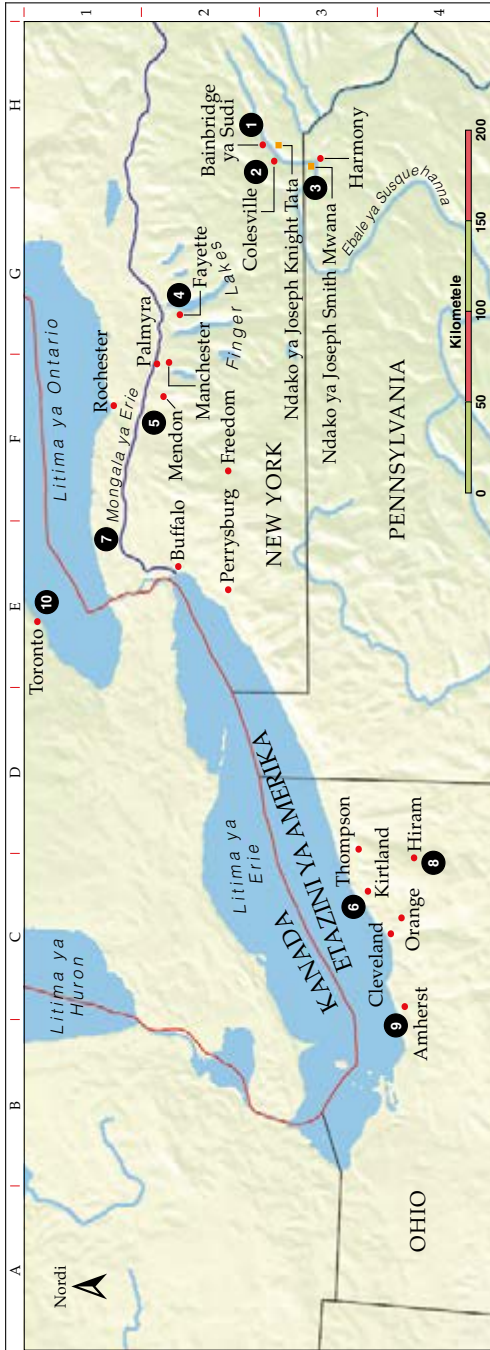 A
B
C
D
E
F
G
H
1
2
3
4
Nordi
Litima ya
Huron
Litima ya Ontario
Toronto
10
7
Mongala ya Erie
Rochester
Palmyra
5
Mendon
Manchester
4
Fayette
Finger Lakes
Buffalo
Perrysburg
Freedom
1
Bainbridge
ya Sudi
2
Colesville
Ndako ya Joseph Knight Tata
3
Ndako ya Joseph Smith Mwana
Harmony
Ebale ya Susquehanna
NEW YORK
PENNSYLVANIA
Litima ya
Erie
KANADA
ETAZINI YA AMERIKA
Thompson
6
Kirtland
Cleveland
Orange
Hiram
8
9
Amherst
OHIO
Kilometele
0
50
100
150
200